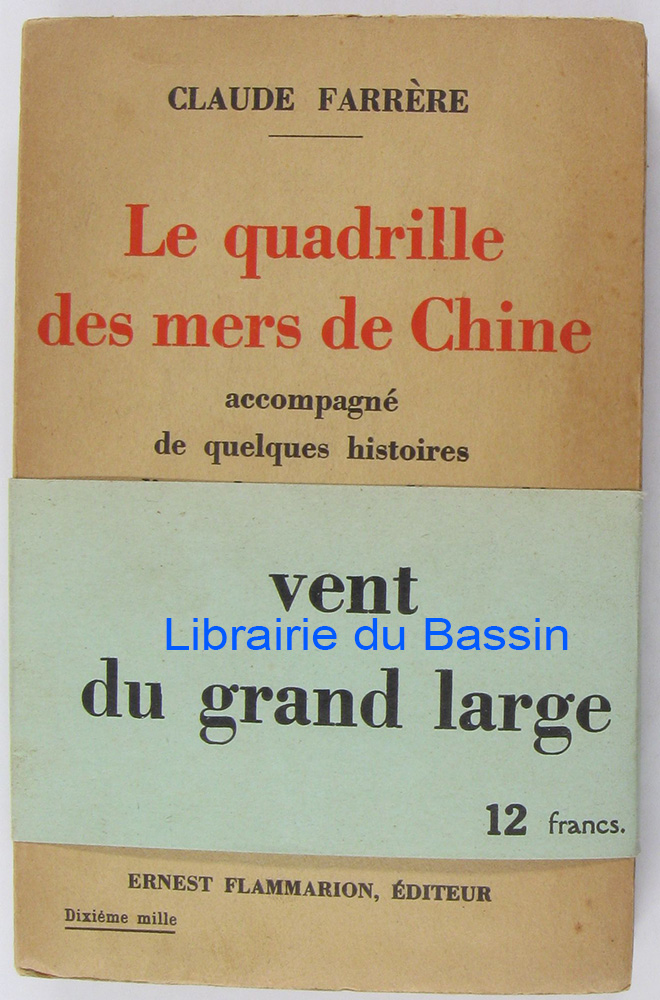 CLAUDE FARRÈRE
Le quadrille
des mers de Chine
accompagné
de quelques histoires
vent
Librairie du Bassin
du grand large
12 francs.
ERNEST FLAMMARION, ÉDITEUR
Dixiéme mille